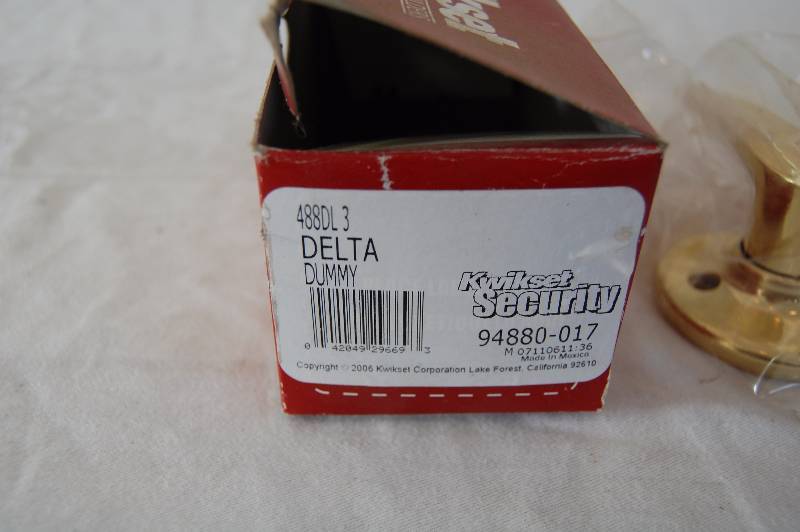 488DL 3
DELTA
DUMMY
Kwikset
Security
94880-017
M 07110611:36
Made In Mexico
0 42049 29669 3
Copyright © 2006 Kwikset Corporation Lake Forest, California 92610